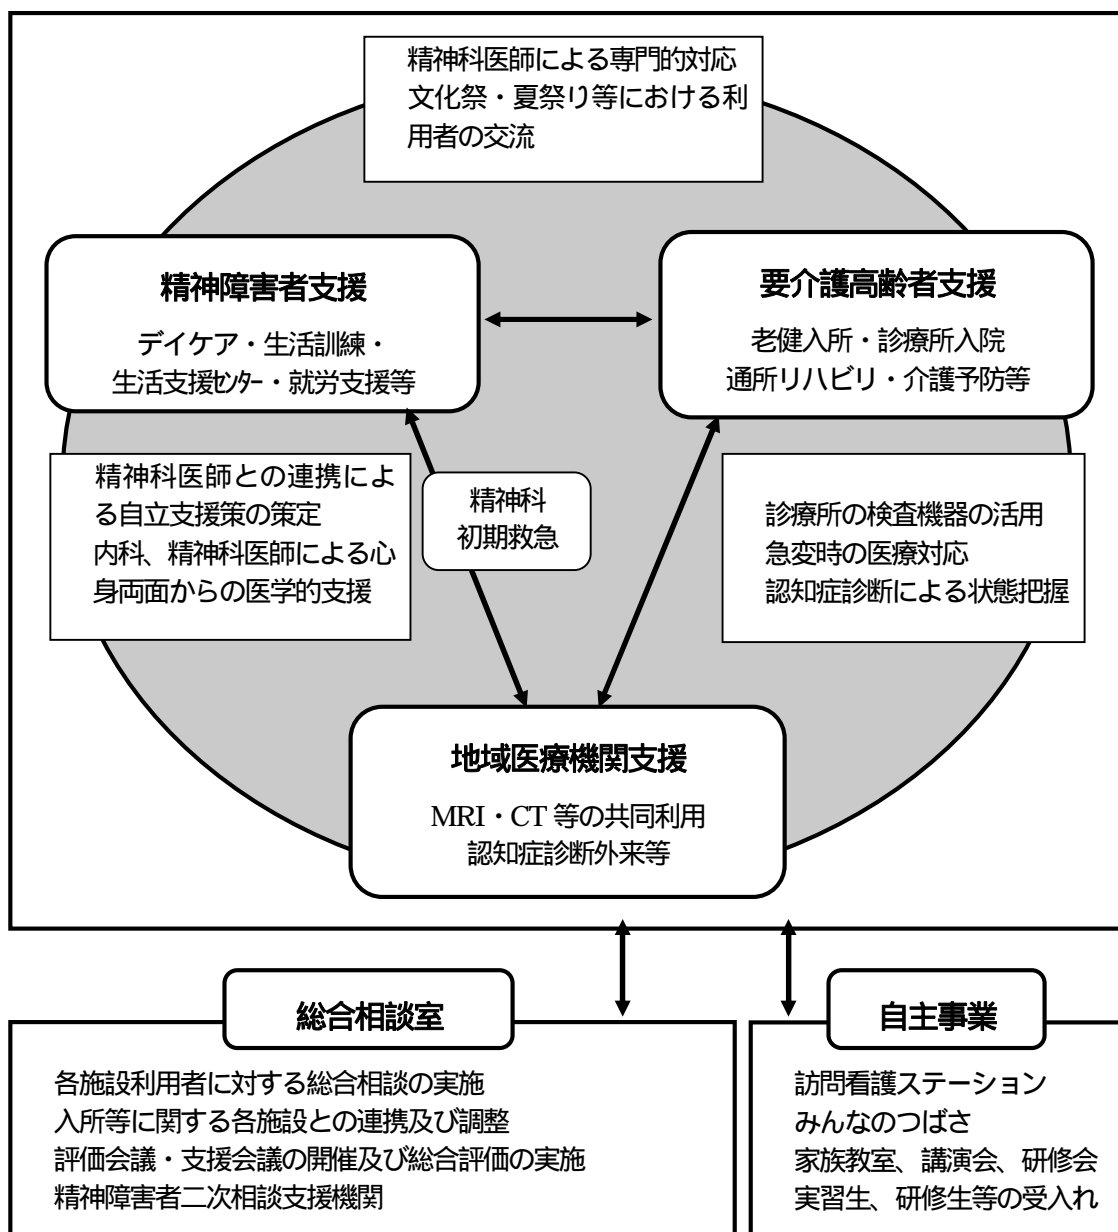 精神科医師による専門的対応
文化祭・夏祭り等における利
用者の交流
精神障害者支援
デイケア・生活訓練・
生活支援ｾﾝﾀｰ・就労支援等
要介護高齢者支援
老健入所・診療所入院
通所リハビリ・介護予防等
精神科医師との連携によ
る自立支援策の策定
内科、精神科医師による心
身両面からの医学的支援
精神科
初期救急
診療所の検査機器の活用
急変時の医療対応
認知症診断による状態把握
地域医療機関支援
MRI・CT 等の共同利用
認知症診断外来等
総合相談室
各施設利用者に対する総合相談の実施
入所等に関する各施設との連携及び調整
評価会議・支援会議の開催及び総合評価の実施
精神障害者二次相談支援機関
自主事業
訪問看護ステーション
みんなのつばさ
家族教室、講演会、研修会
実習生、研修生等の受入れ